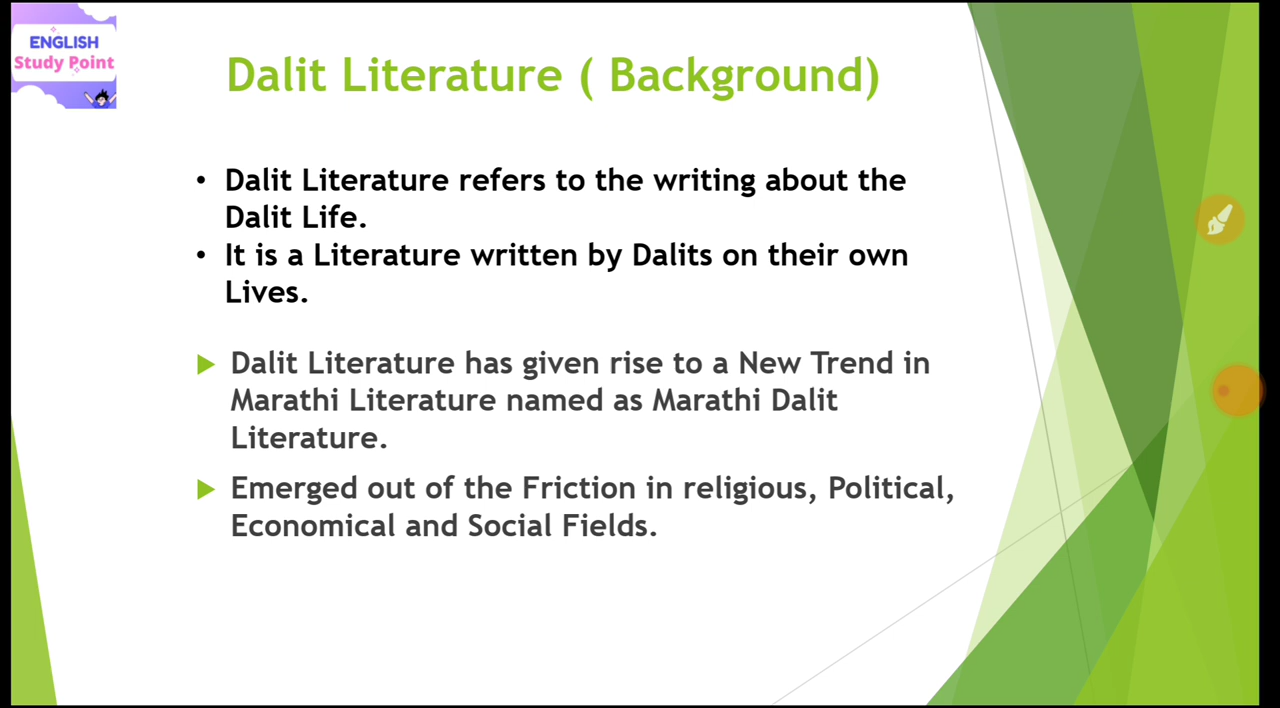 ENGLISH
Study Point
Dalit Literature ( Background)
• Dalit Literature refers to the writing about the
Dalit Life.
• It is a Literature written by Dalits on their own
Lives.
Dalit Literature has given rise to a New Trend in
Marathi Literature named as Marathi Dalit
Literature.
Emerged out of the Friction in religious, Political,
Economical and Social Fields.